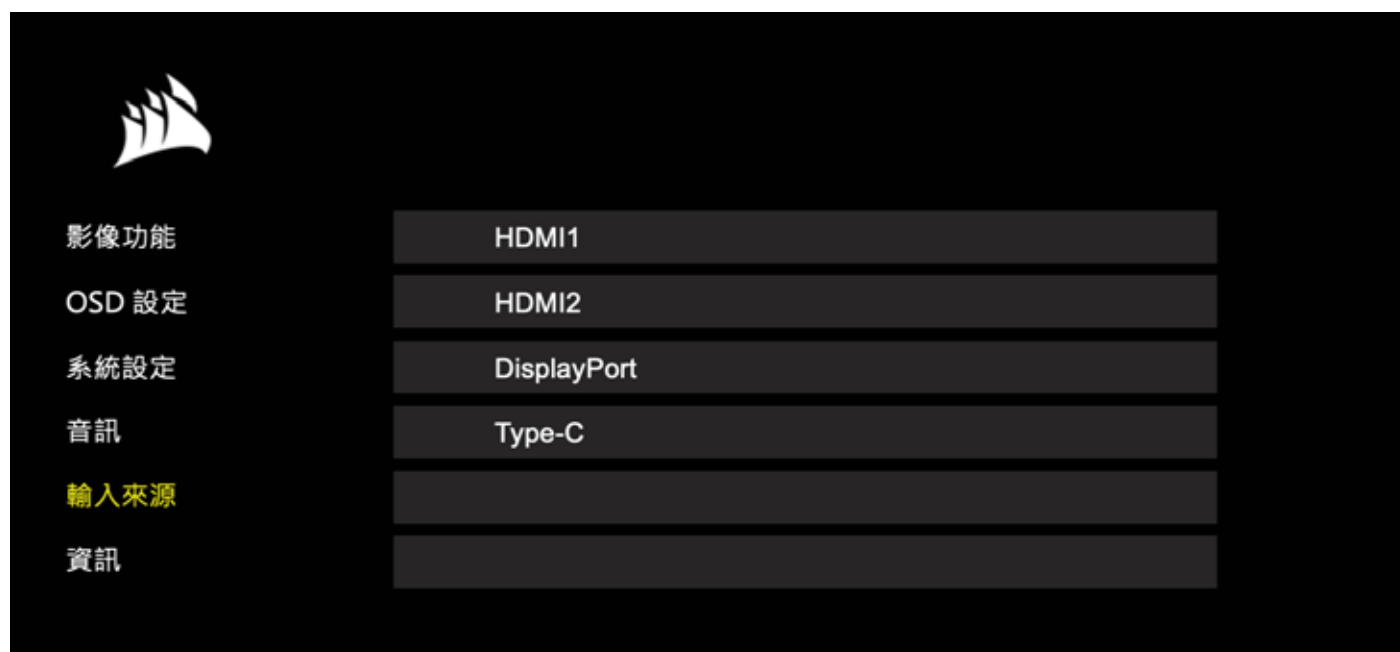 影像功能
HDMI1
OSD 設定
HDMI2
系統設定
DisplayPort
音訊
Type-C
輸入來源
資訊